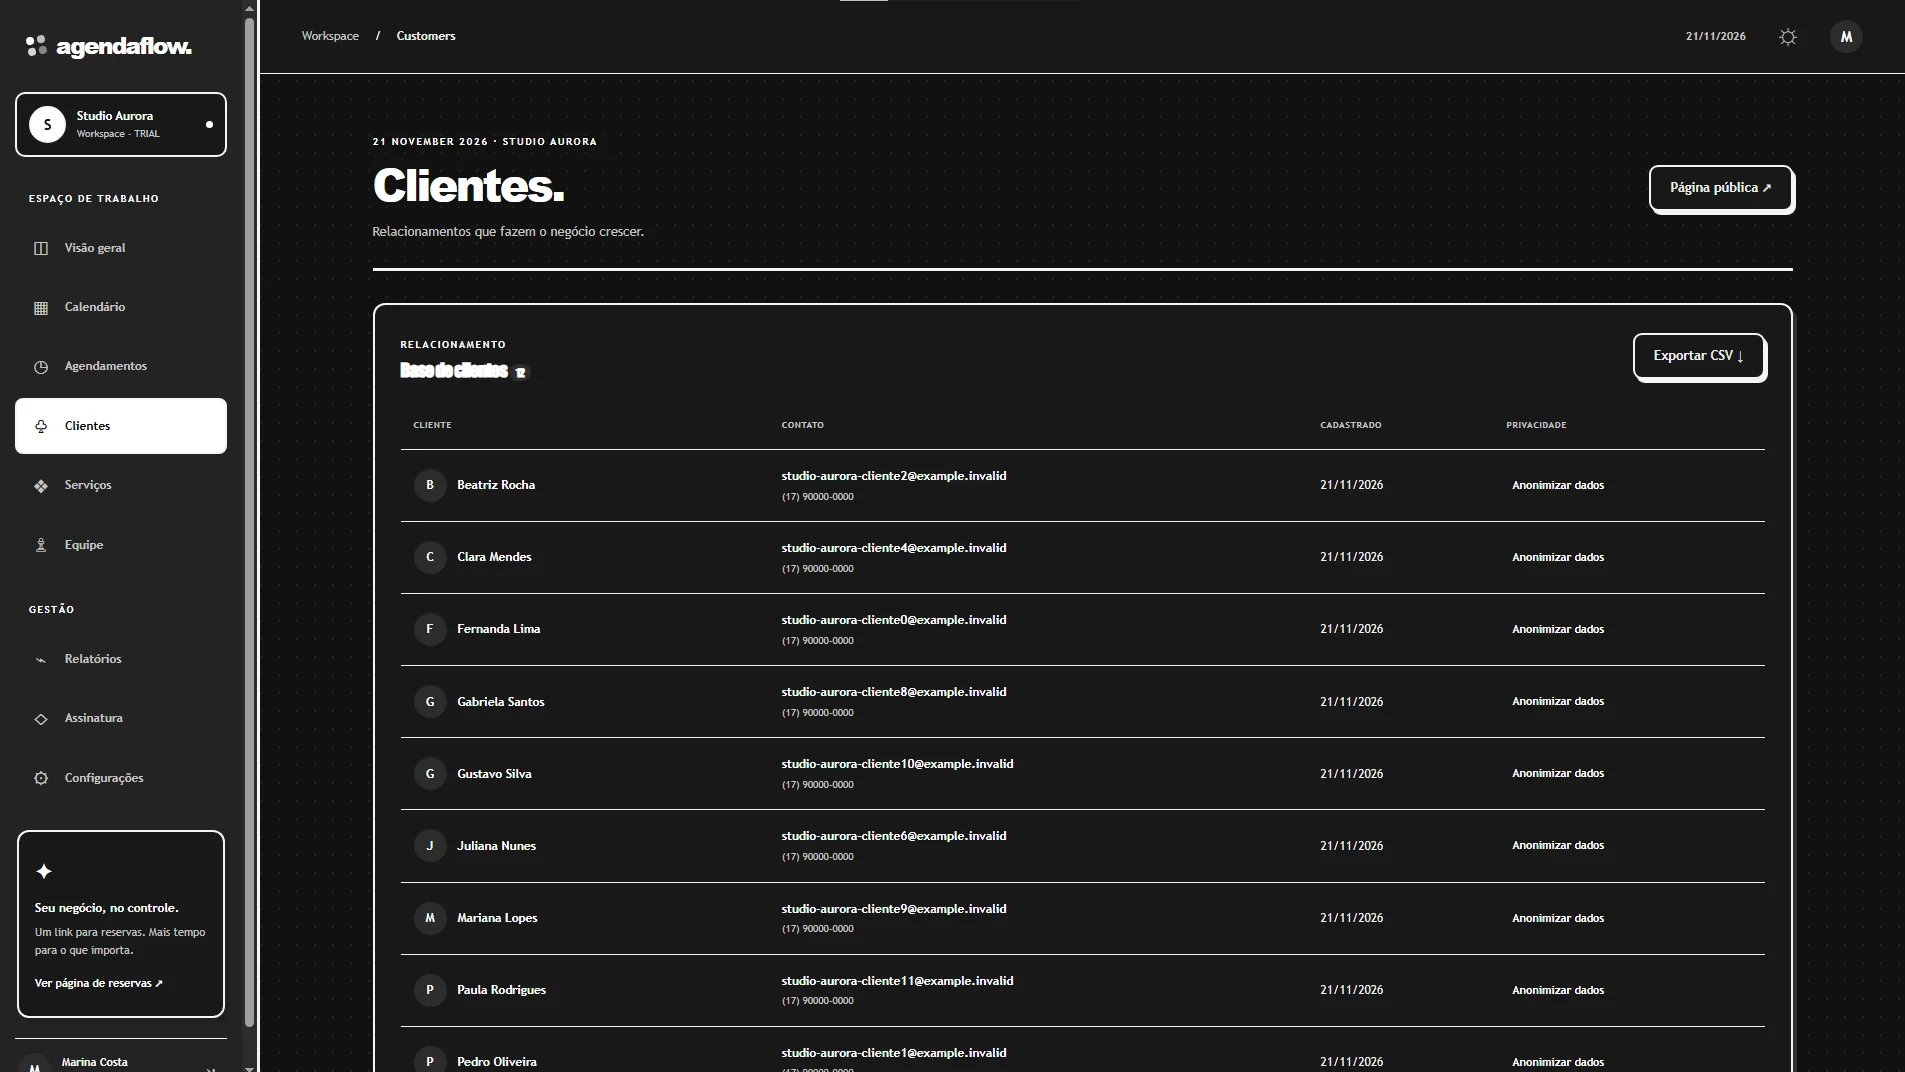 agendaflow.
S
Studio Aurora
Workspace - TRIAL
ESPAÇO DE TRABALHO
Visão geral
Calendário
Agendamentos
Clientes
Serviços
Equipe
GESTÃO
Relatórios
Assinatura
Configurações
Seu negócio, no controle.
Um link para reservas. Mais tempo
para o que importa.
Ver página de reservas ↗
M
Marina Costa
Workspace / Customers
21/11/2026
M
21 NOVEMBER 2026 · STUDIO AURORA
Clientes.
Relacionamentos que fazem o negócio crescer.
Página pública ↗
RELACIONAMENTO
Base de clientes 12
Exportar CSV ↓
CLIENTE CONTATO CADASTRADO PRIVACIDADE
B Beatriz Rocha studio-aurora-cliente2@example.invalid 21/11/2026 Anonimizar dados
(17) 90000-0000
C Clara Mendes studio-aurora-cliente4@example.invalid 21/11/2026 Anonimizar dados
(17) 90000-0000
F Fernanda Lima studio-aurora-cliente0@example.invalid 21/11/2026 Anonimizar dados
(17) 90000-0000
G Gabriela Santos studio-aurora-cliente8@example.invalid 21/11/2026 Anonimizar dados
(17) 90000-0000
G Gustavo Silva studio-aurora-cliente10@example.invalid 21/11/2026 Anonimizar dados
(17) 90000-0000
J Juliana Nunes studio-aurora-cliente6@example.invalid 21/11/2026 Anonimizar dados
(17) 90000-0000
M Mariana Lopes studio-aurora-cliente9@example.invalid 21/11/2026 Anonimizar dados
(17) 90000-0000
P Paula Rodrigues studio-aurora-cliente11@example.invalid 21/11/2026 Anonimizar dados
(17) 90000-0000
P Pedro Oliveira studio-aurora-cliente1@example.invalid 21/11/2026 Anonimizar dados
(17) 90000-0000